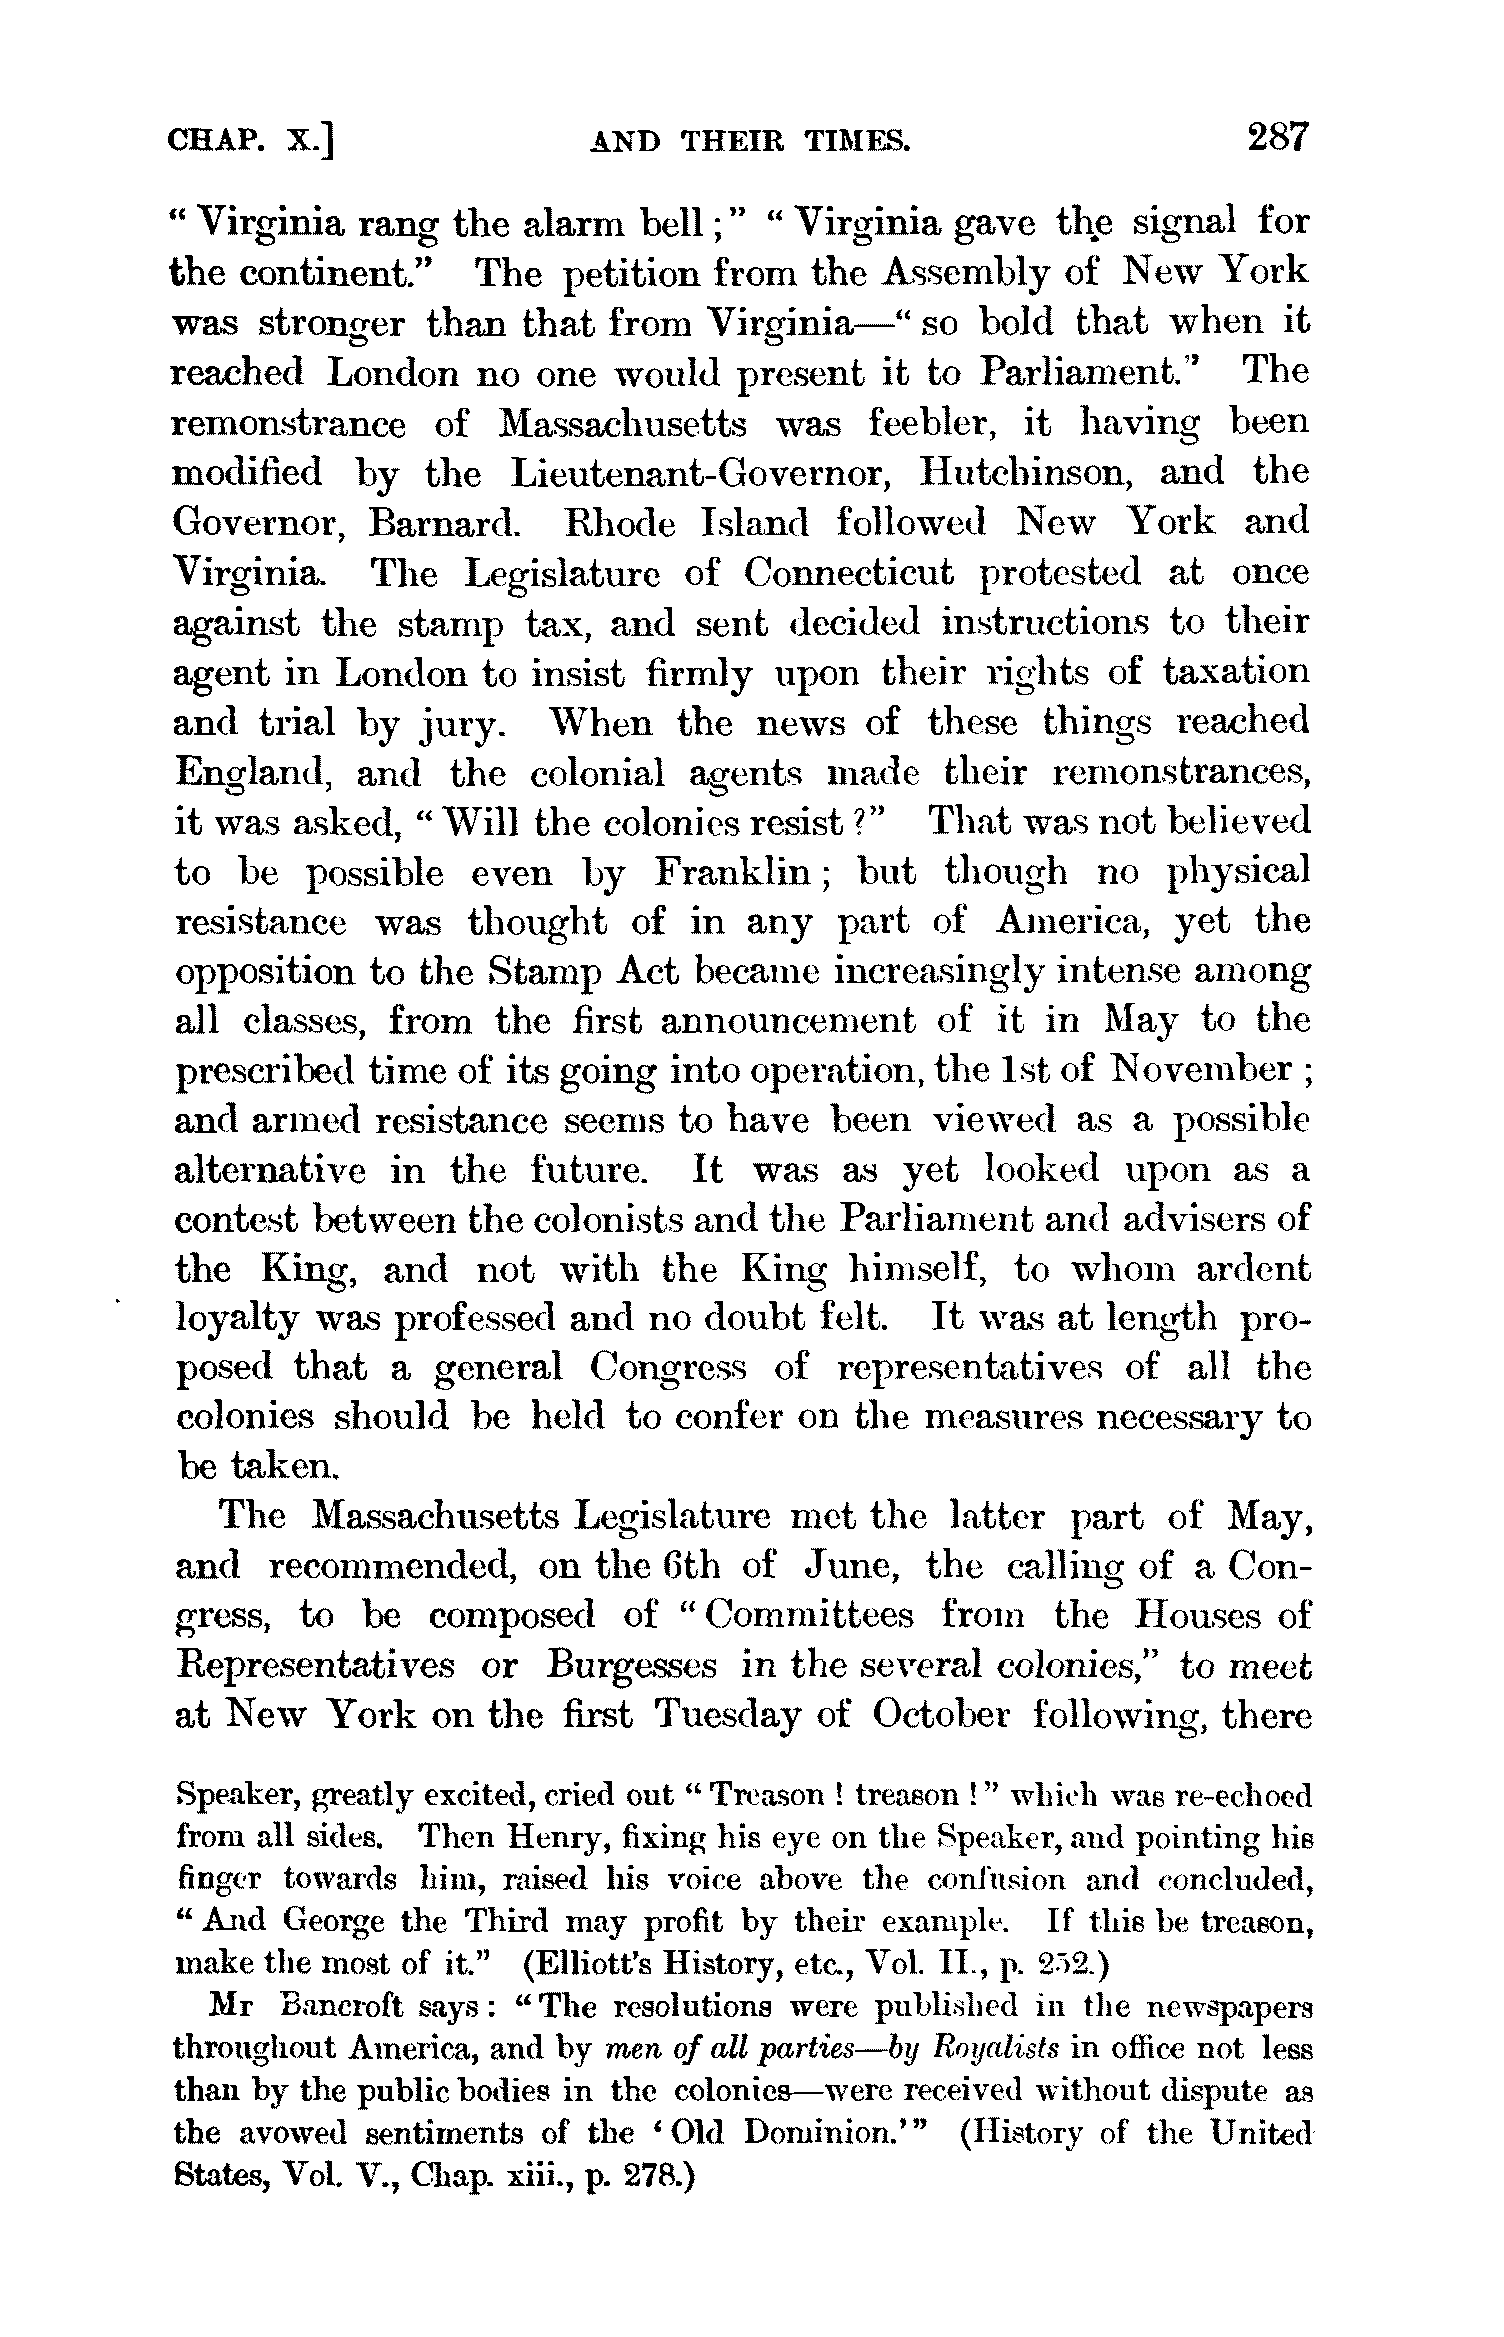 CHAP. X.] AND THEIR TIMES. 287
“ Virginia rang the alarm bell ;” “ Virginia gave the signal for
the continent.” The petition from the Assembly of New York
was stronger than that from Virginia—“ so bold that when it
reached London no one would present it to Parliament.” The
remonstrance of Massachusetts was feebler, it having been
modified by the Lieutenant-Governor, Hutchinson, and the
Governor, Barnard. Rhode Island followed New York and
Virginia. The Legislature of Connecticut protested at once
against the stamp tax, and sent decided instructions to their
agent in London to insist firmly upon their rights of taxation
and trial by jury. When the news of these things reached
England, and the colonial agents made their remonstrances,
it was asked, “ Will the colonies resist ?” That was not believed
to be possible even by Franklin ; but though no physical
resistance was thought of in any part of America, yet the
opposition to the Stamp Act became increasingly intense among
all classes, from the first announcement of it in May to the
prescribed time of its going into operation, the 1st of November ;
and armed resistance seems to have been viewed as a possible
alternative in the future. It was as yet looked upon as a
contest between the colonists and the Parliament and advisers of
the King, and not with the King himself, to whom ardent
loyalty was professed and no doubt felt. It was at length pro-
posed that a general Congress of representatives of all the
colonies should be held to confer on the measures necessary to
be taken.
The Massachusetts Legislature met the latter part of May,
and recommended, on the 6th of June, the calling of a Con-
gress, to be composed of “ Committees from the Houses of
Representatives or Burgesses in the several colonies,” to meet
at New York on the first Tuesday of October following, there
Speaker, greatly excited, cried out “ Treason ! treason !” which was re-echoed
from all sides. Then Henry, fixing his eye on the Speaker, and pointing his
finger towards him, raised his voice above the confusion and concluded,
“ And George the Third may profit by their example. If this be treason,
make the most of it.” (Elliott’s History, etc., Vol. II., p. 252.)
Mr Bancroft says : “ The resolutions were published in the newspapers
throughout America, and by men of all parties—by Royalists in office not less
than by the public bodies in the colonies—were received without dispute as
the avowed sentiments of the ‘ Old Dominion.’” (History of the United
States, Vol. V., Chap. xiii., p. 278.)